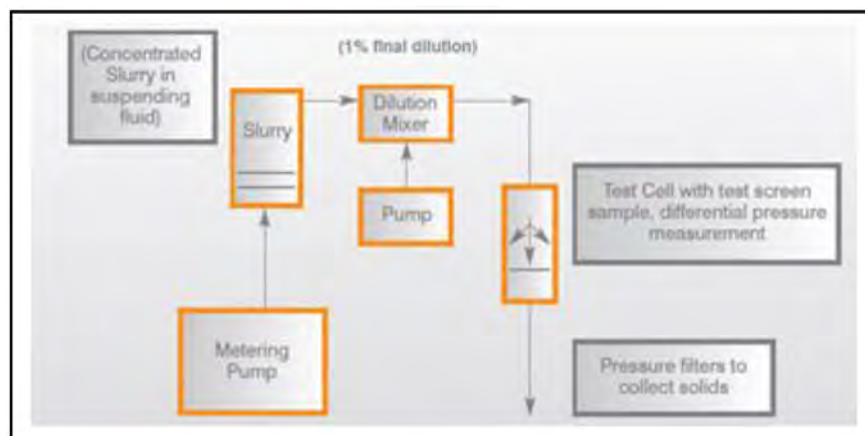 (Concentrated
Slurry in
suspending
fluid)
(1% final dilution)
Slurry
Dilution
Mixer
Pump
Test Cell with test screen
sample, differential pressure
measurement
Metering
Pump
Pressure filters to
collect solids